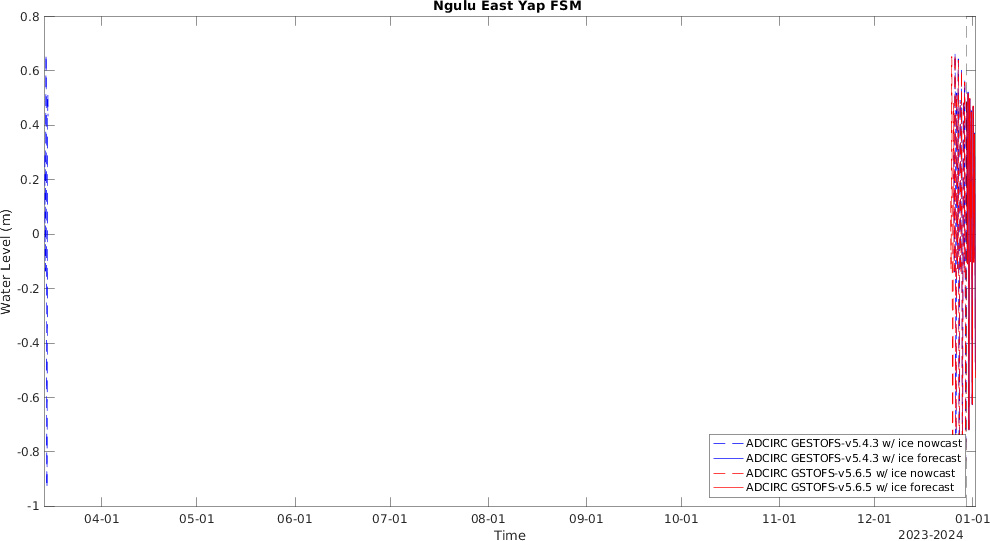 Ngulu East Yap FSM
0.8
0.6
0.4
0.2
0
-0.2
-0.4
-0.6
-0.8
-1
Water Level (m)
ADCIRC GESTOFS-v5.4.3 w/ ice nowcast
ADCIRC GESTOFS-v5.4.3 w/ ice forecast
ADCIRC GSTOFS-v5.6.5 w/ ice nowcast
ADCIRC GSTOFS-v5.6.5 w/ ice forecast
04-01 05-01 06-01 07-01 08-01 09-01 10-01 11-01 12-01 01-01
Time
2023-2024